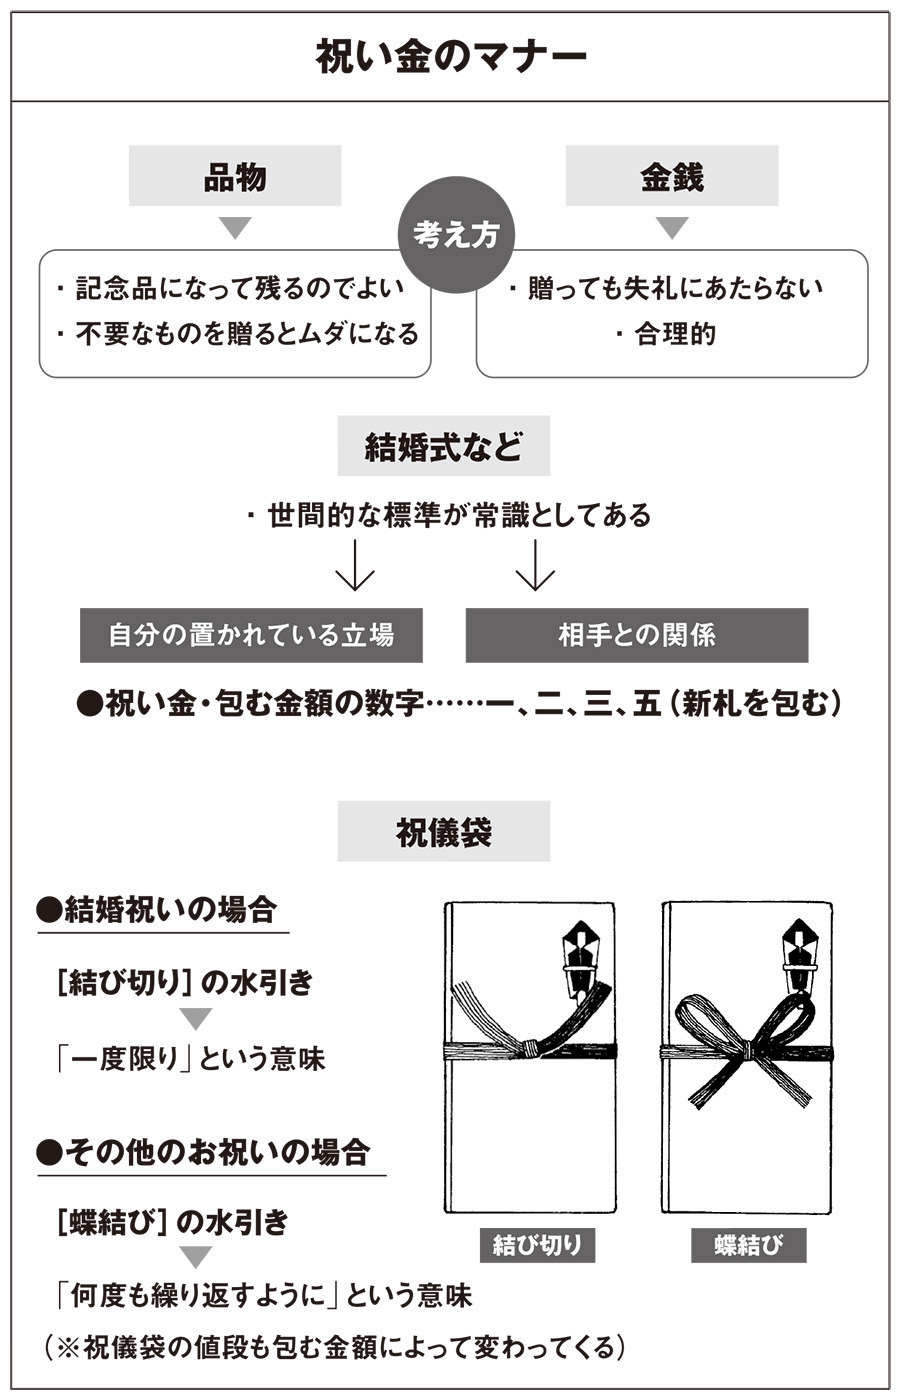 祝い金のマナー
品物
考え方
金銭
・記念品になって残るのでよい
・不要なものを贈るとムダになる
・贈っても失礼にあたらない
・合理的
結婚式など
・世間的な標準が常識としてある
自分の置かれている立場
相手との関係
●祝い金・包む金額の数字……一、二、三、五（新札を包む）
祝儀袋
●結婚祝いの場合
［結び切り］の水引き
「一度限り」という意味
●その他のお祝いの場合
［蝶結び］の水引き
「何度も繰り返すように」という意味
（※祝儀袋の値段も包む金額によって変わってくる）
結び切り
蝶結び